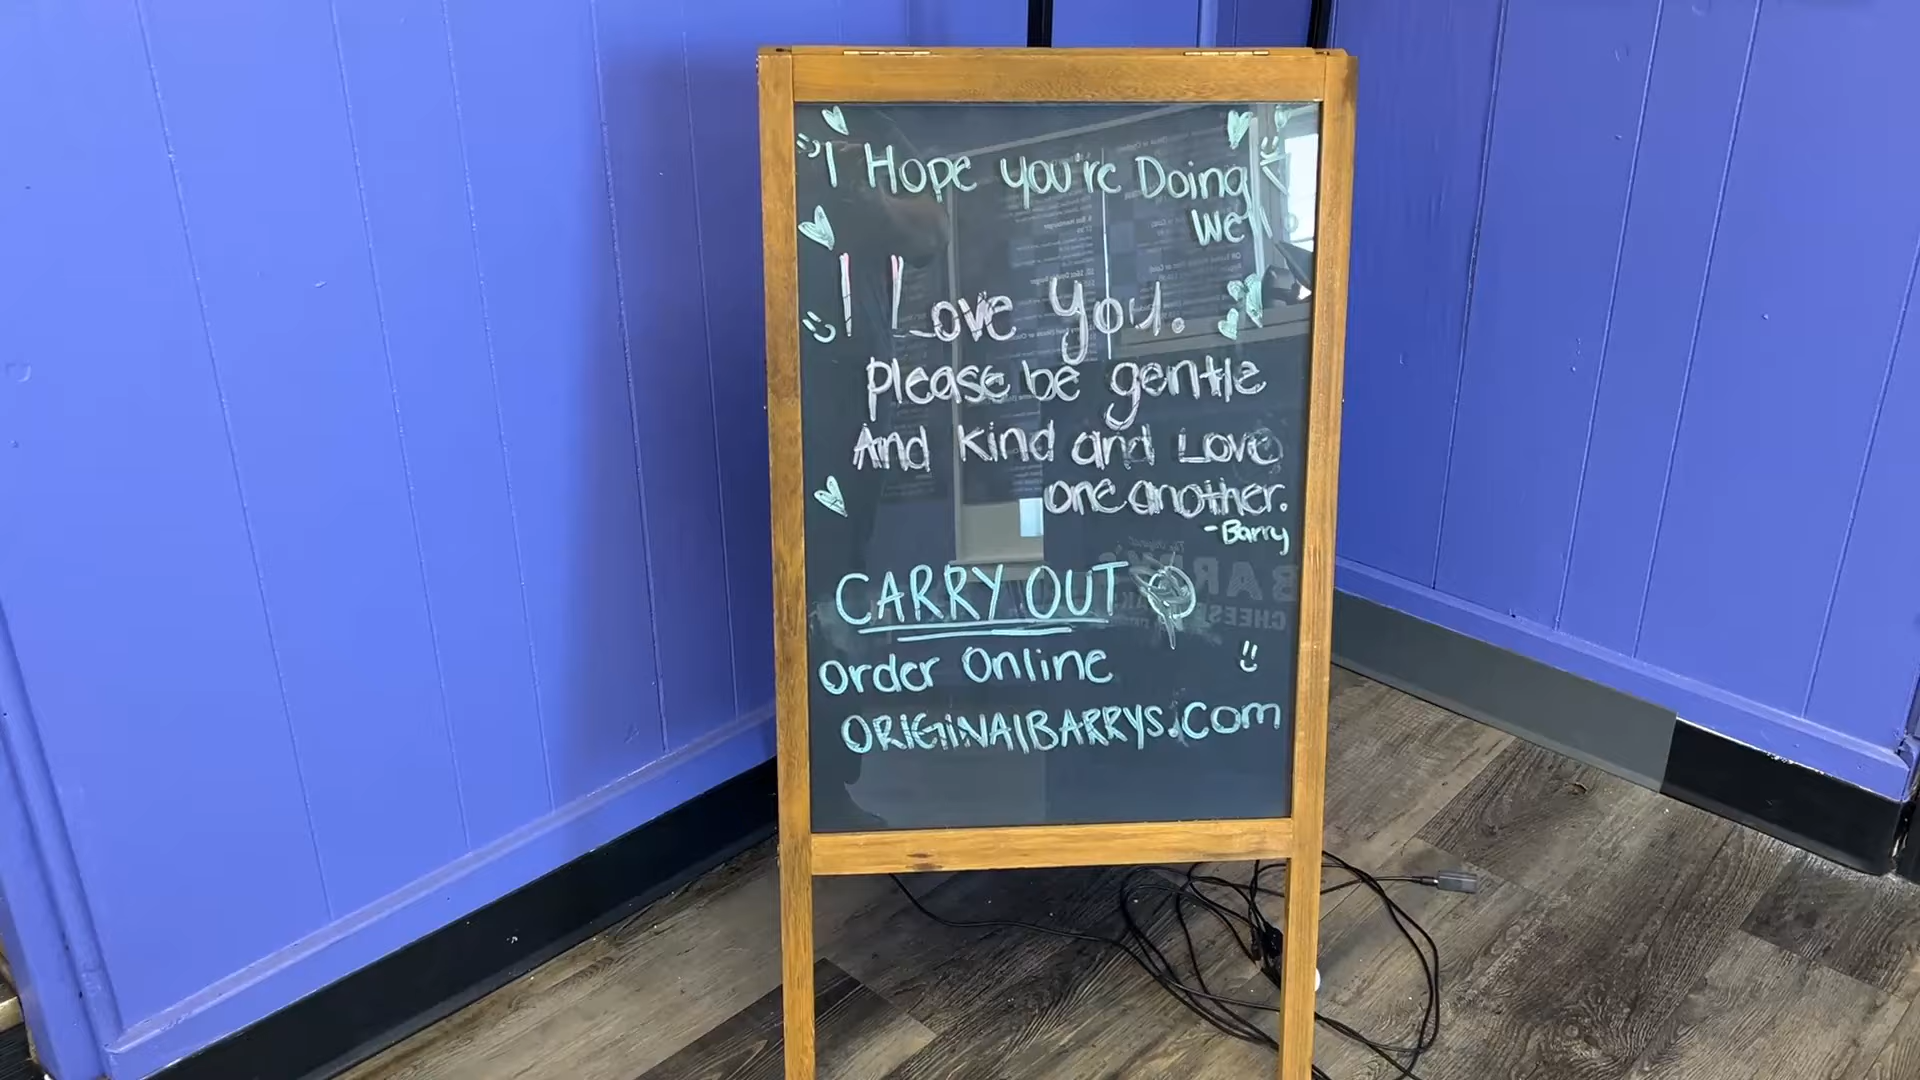 I Hope you're Doing
Well
I Love You.
Please be gentle
And Kind and Love
one another.
-Barry
CARRY OUT
Order Online
ORIGINAlBARRYS.COM